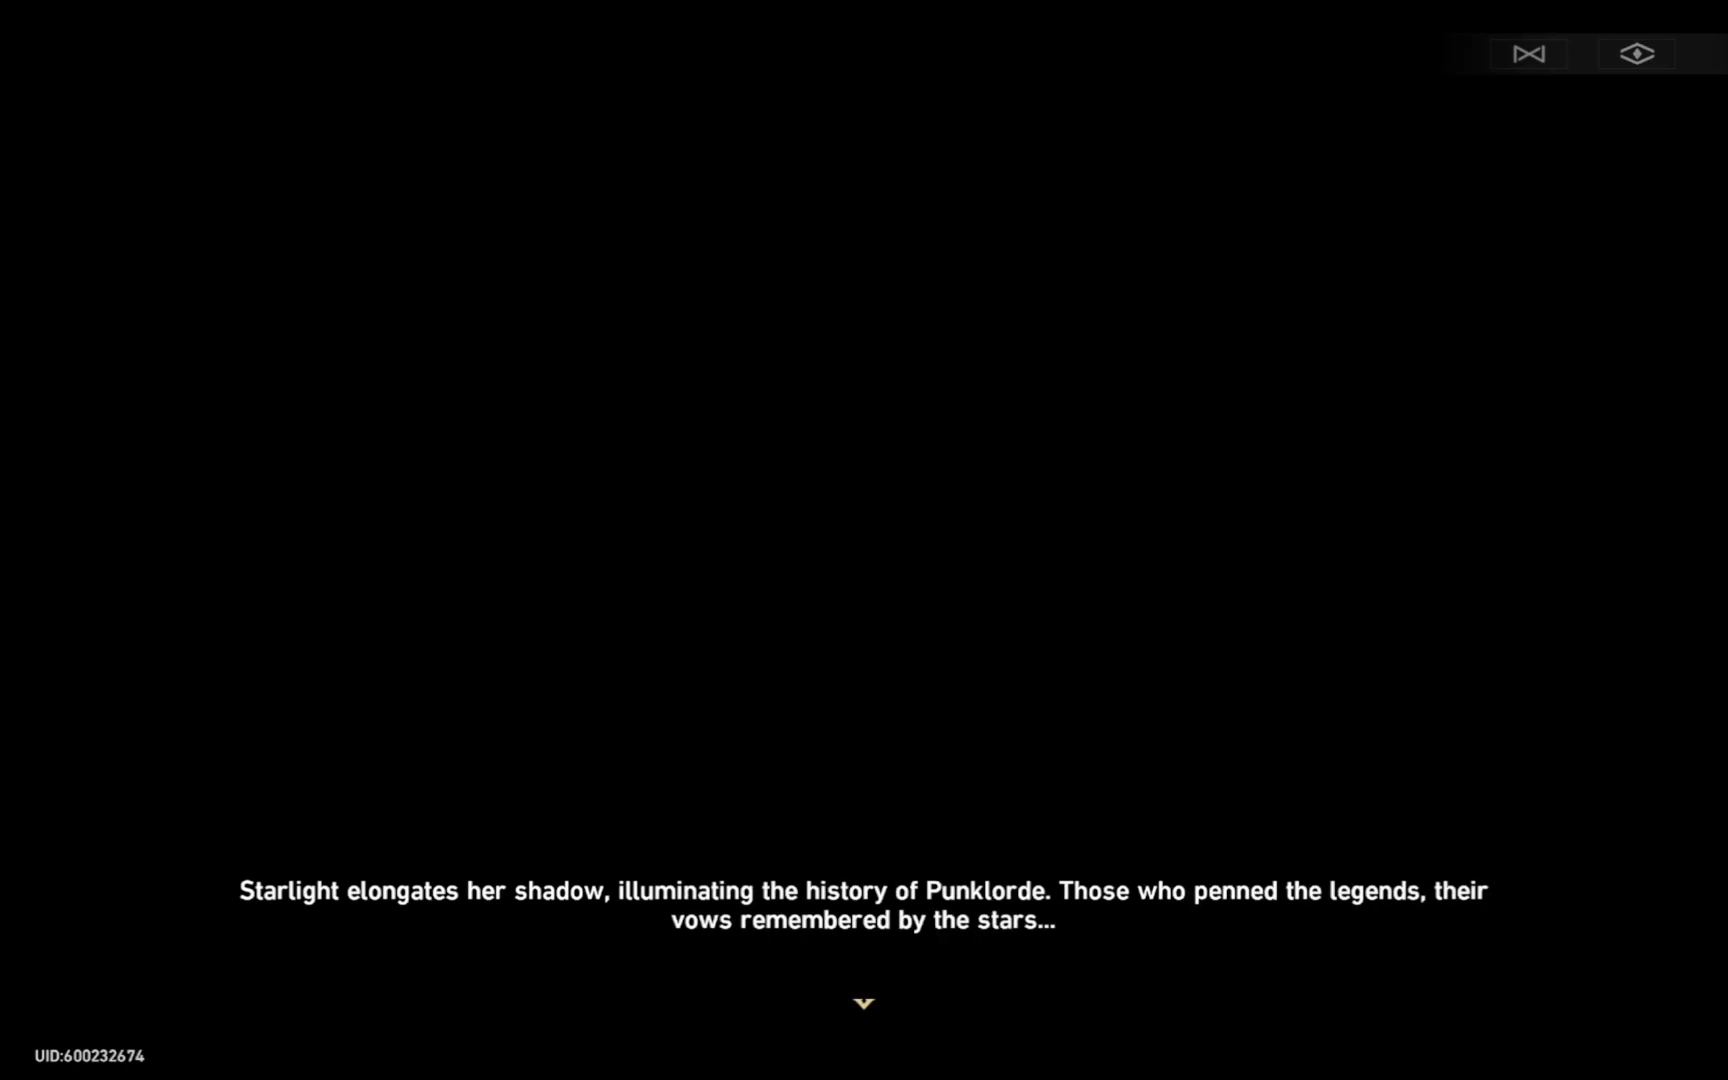 Starlight elongates her shadow, illuminating the history of Punklorde. Those who penned the legends, their
vows remembered by the stars...
UID:600232674